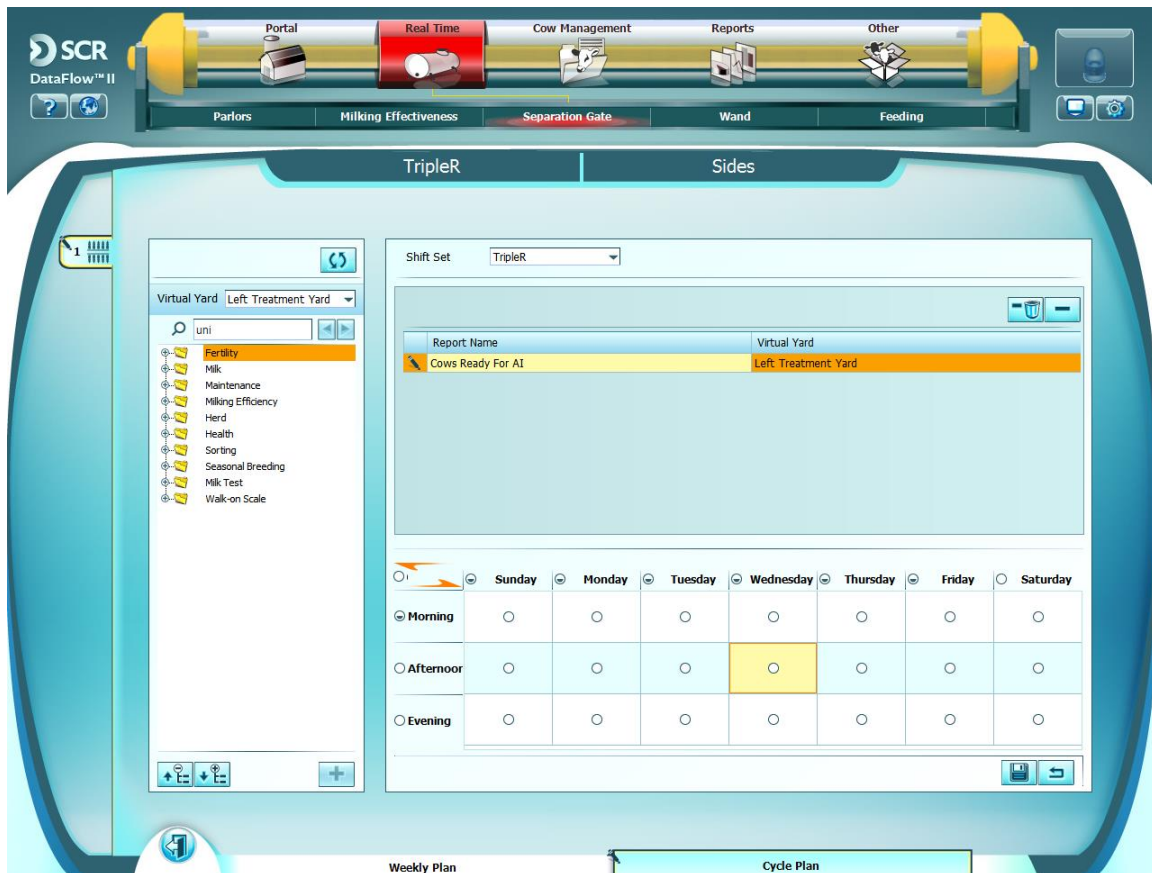 Portal Real Time Cow Management Reports Other
SCR
DataFlow™ II
?
Parlors Milking Effectiveness Separation Gate Wand Feeding
TripleR Sides
1
Shift Set TripleR
Virtual Yard Left Treatment Yard
uni
Report Name Virtual Yard
Cows Ready For AI Left Treatment Yard
Fertility
Milk
Maintenance
Milking Efficiency
Herd
Health
Sorting
Seasonal Breeding
Milk Test
Walk-on Scale
Sunday Monday Tuesday Wednesday Thursday Friday Saturday
Morning
Afternoor
Evening
Weekly Plan Cycle Plan